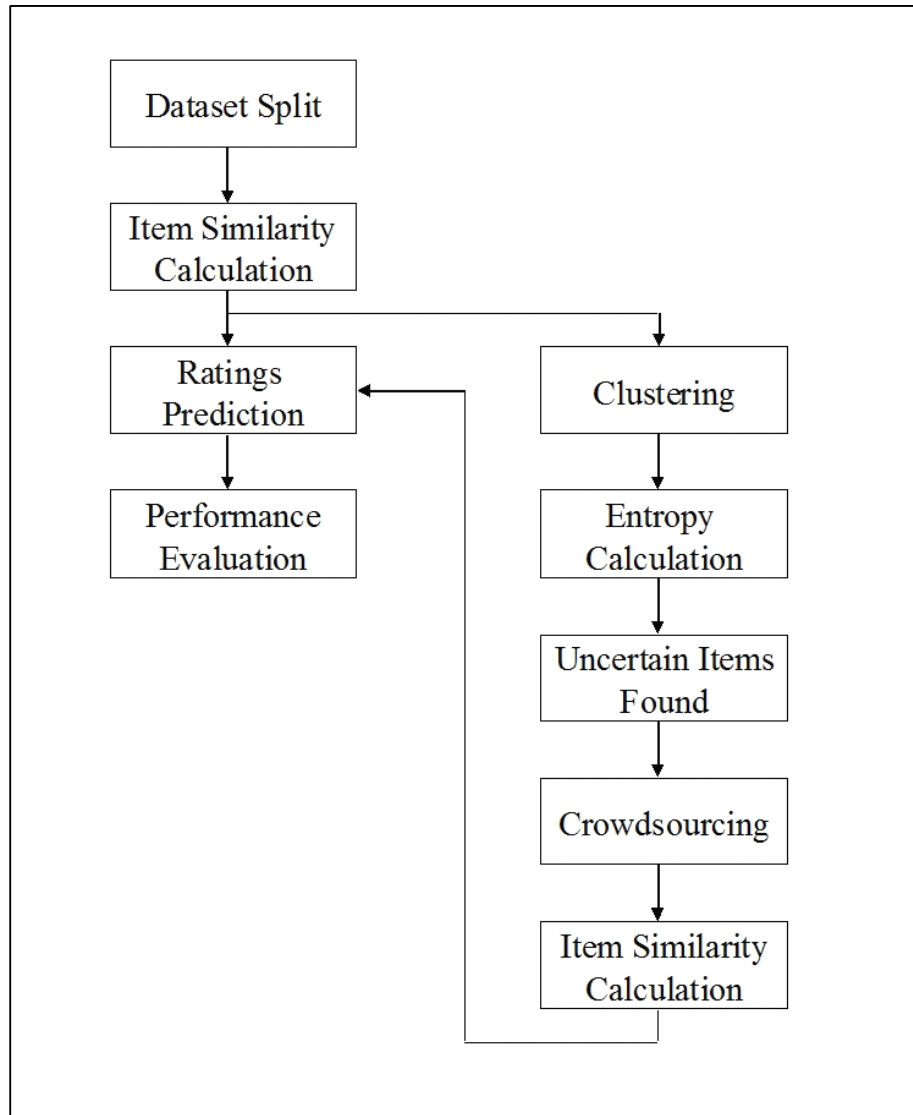 Dataset Split
Item Similarity
Calculation
Ratings
Prediction
Performance
Evaluation
Clustering
Entropy
Calculation
Uncertain Items
Found
Crowdsourcing
Item Similarity
Calculation